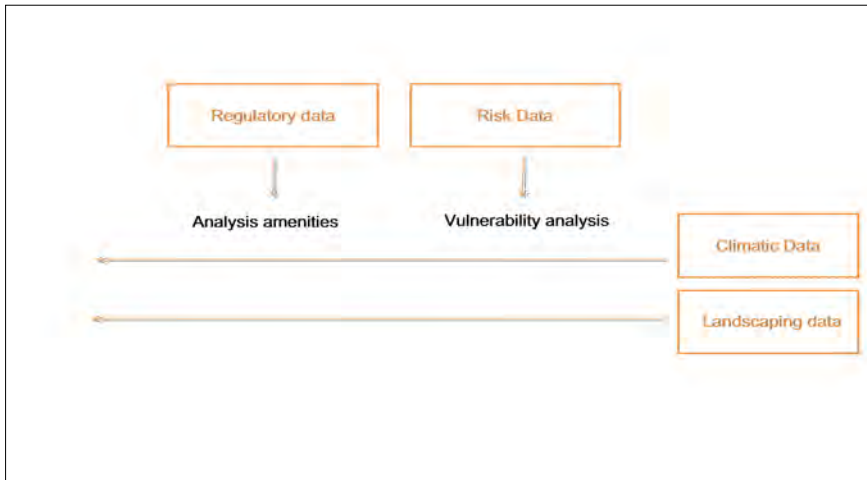 Regulatory data
Risk Data
Analysis amenities
Vulnerability analysis
Climatic Data
Landscaping data